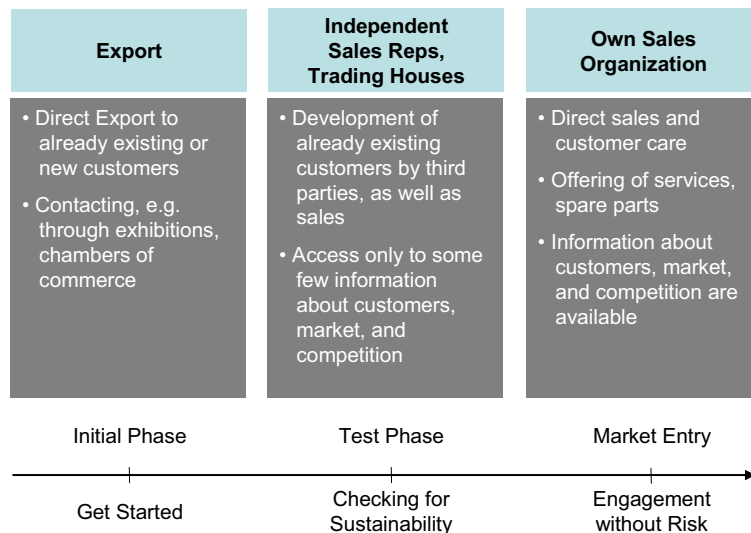 Export
• Direct Export to
already existing or
new customers
• Contacting, e.g.
through exhibitions,
chambers of
commerce
Independent
Sales Reps,
Trading Houses
• Development of
already existing
customers by third
parties, as well as
sales
• Access only to some
few information
about customers,
market, and
competition
Own Sales
Organization
• Direct sales and
customer care
• Offering of services,
spare parts
• Information about
customers, market,
and competition are
available
Initial Phase
Test Phase
Market Entry
Get Started
Checking for
Sustainability
Engagement
without Risk